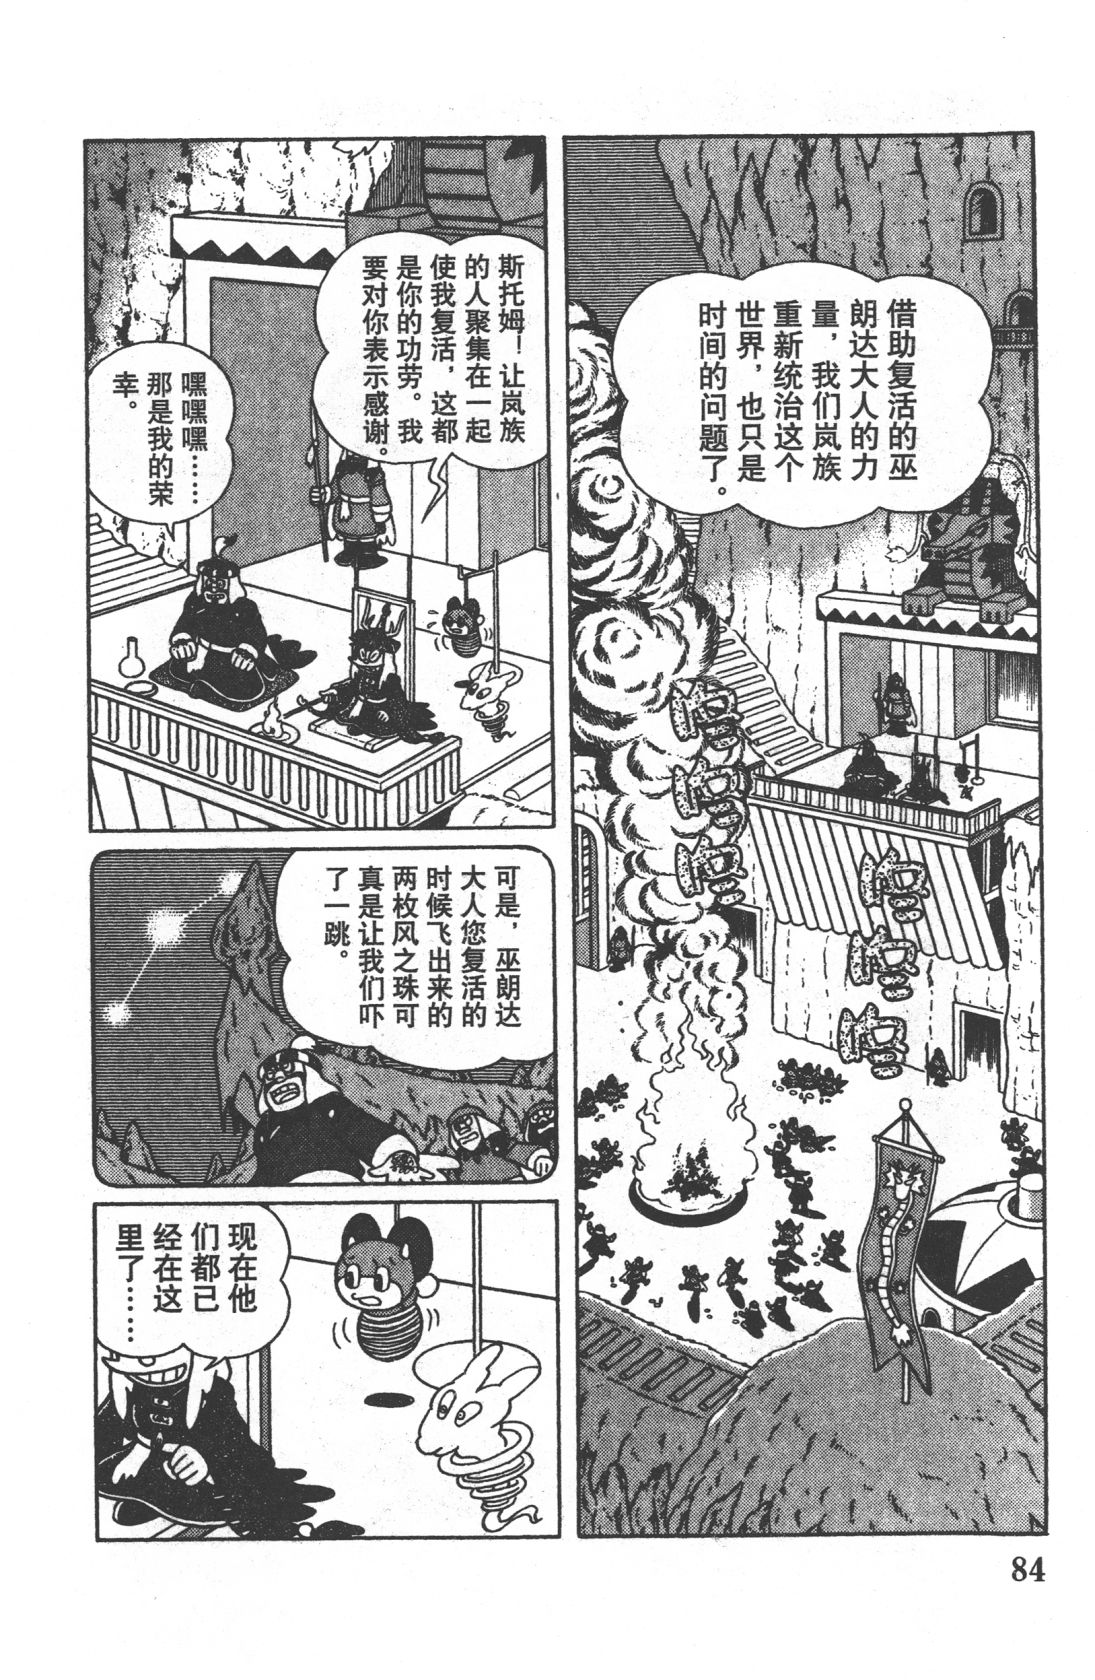 借助复活的巫
朗达大人的力
量，我们岚族
重新统治这个
世界，也只是
时间的问题了。
斯托姆！让岚族
的人聚集在一起
使我复活，这都
是你的功劳。我
要对你表示感谢。
嘿嘿嘿……
那是我的荣
幸。
可是，巫朗达
大人您复活的
时候飞出来的
两枚风之珠可
真是让我们吓
了一跳。
现在他
们都已
经在这
里了……
84